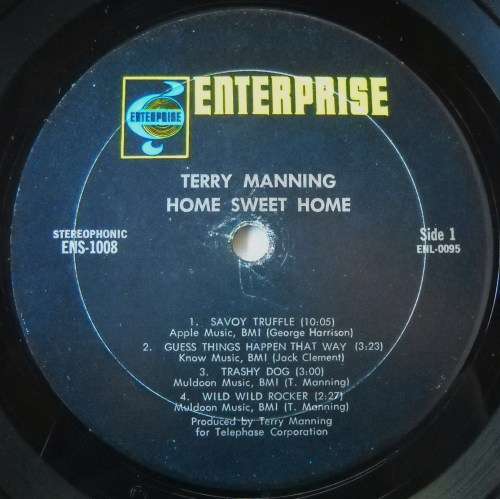 ENTERPRISE
ENTERPRISE
TERRY MANNING
HOME SWEET HOME
STEREOPHONIC
ENS-1008
Side 1
ENL-0095
1. SAVOY TRUFFLE (10:05)
Apple Music, BMI (George Harrison)
2. GUESS THINGS HAPPEN THAT WAY (3:23)
Know Music, BMI (Jack Clement)
3. TRASHY DOG (3:00)
Muldoon Music, BMI (T. Manning)
4. WILD WILD ROCKER (2:27)
Muldoon Music, BMI (T. Manning)
Produced by Terry Manning
for Telephase Corporation